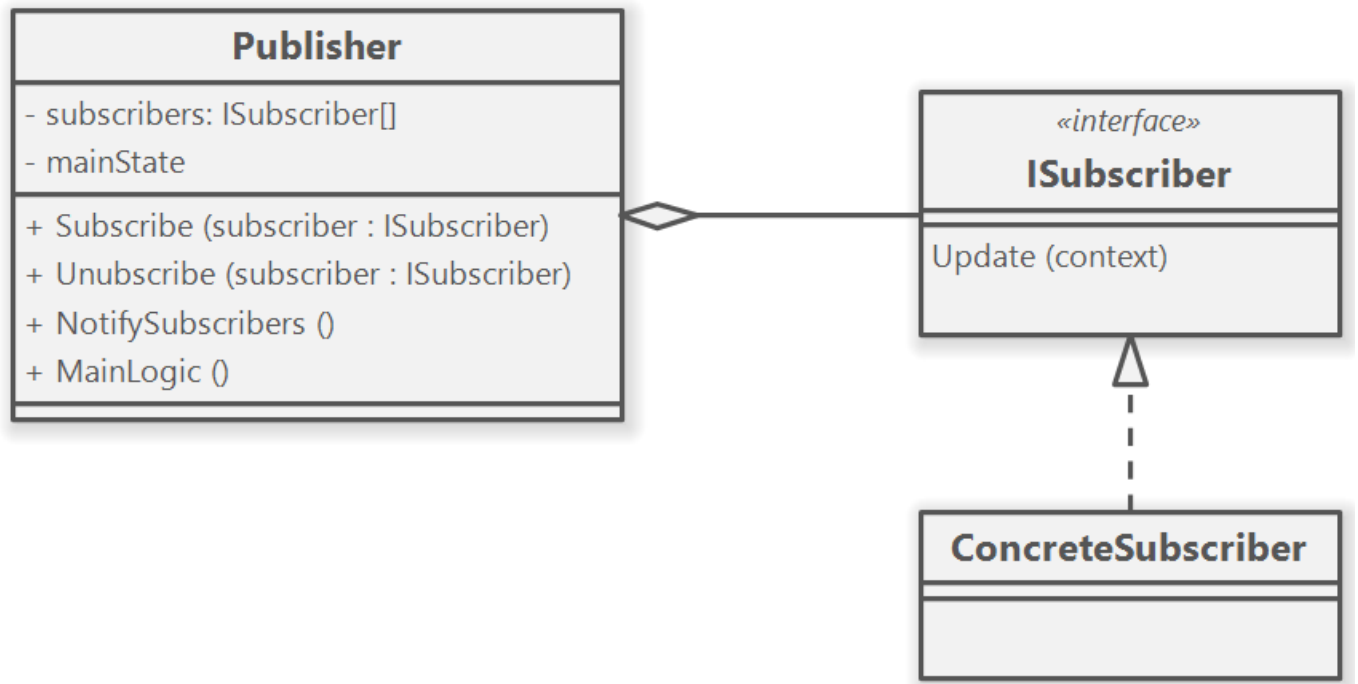 Publisher
- subscribers: ISubscriber[]
- mainState
+ Subscribe (subscriber : ISubscriber)
+ Unubscribe (subscriber : ISubscriber)
+ NotifySubscribers ()
+ MainLogic ()
«interface»
ISubscriber
Update (context)
ConcreteSubscriber